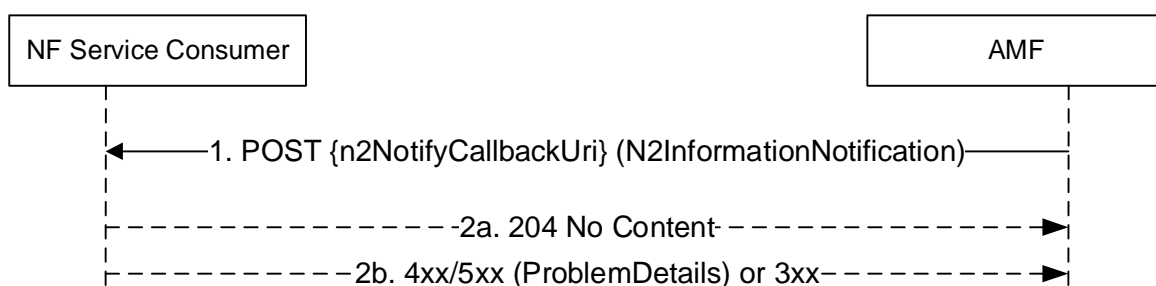 NF Service Consumer
AMF
1. POST {n2NotifyCallbackUri} (N2InformationNotification)
2a. 204 No Content
2b. 4xx/5xx (ProblemDetails) or 3xx